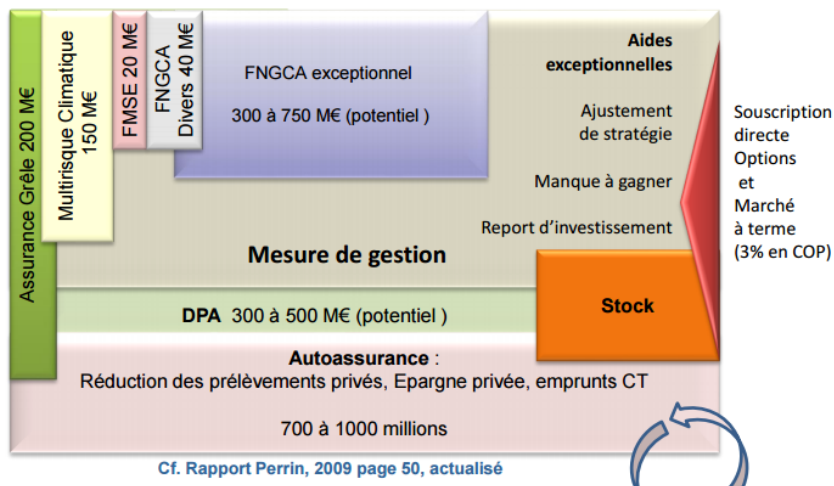 Assurance Grêle 200 M€
Multirisque Climatique
150 M€
FMSE 20 M€
FNGCA
Divers 40 M€
FNGCA exceptionnel
300 à 750 M€ (potentiel )
Aides
exceptionnelles
Ajustement
de stratégie
Manque à gagner
Report d’investissement
Souscription
directe
Options
et
Marché
à terme
(3% en COP)
Mesure de gestion
Stock
DPA 300 à 500 M€ (potentiel )
Autoassurance :
Réduction des prélèvements privés, Epargne privée, emprunts CT
700 à 1000 millions
Cf. Rapport Perrin, 2009 page 50, actualisé